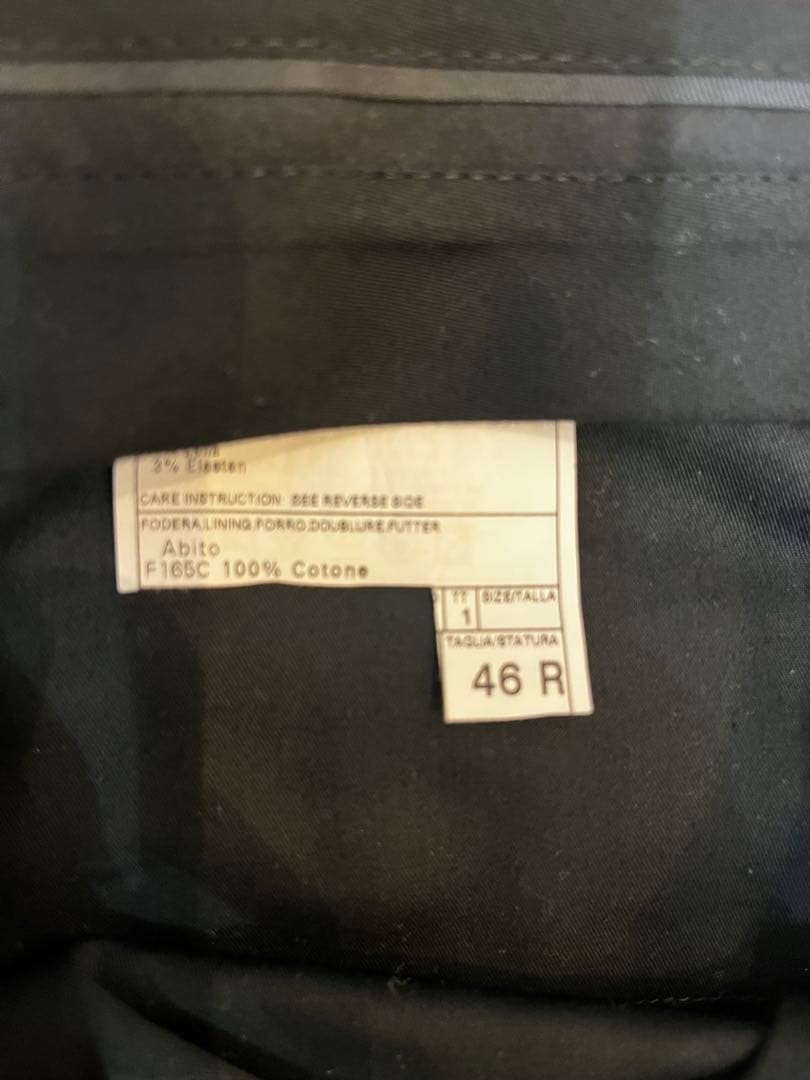 3% Elasten
CARE INSTRUCTION: SEE REVERSE SIDE
FODERA,LINING,FORRO,DOUBLURE,FUTTER
Abito
F165C 100% Cotone
SIZE/TALLA
1
TAGLIA/STATURA
46 R